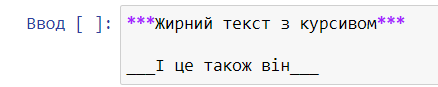 Ввод [ ]: ***Жирний текст з курсивом***
___І це також він___